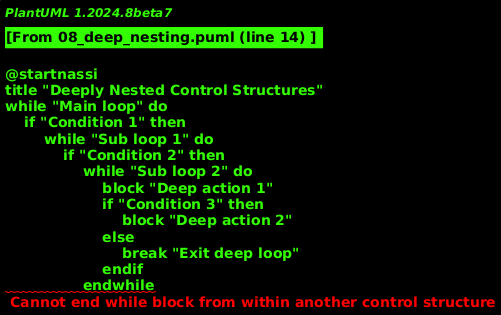 PlantUML 1.2024.8beta7
[From 08_deep_nesting.puml (line 14) ]
@startnassi
title "Deeply Nested Control Structures"
while "Main loop" do
if "Condition 1" then
while "Sub loop 1" do
if "Condition 2" then
while "Sub loop 2" do
block "Deep action 1"
if "Condition 3" then
block "Deep action 2"
else
break "Exit deep loop"
endif
endwhile
Cannot end while block from within another control structure